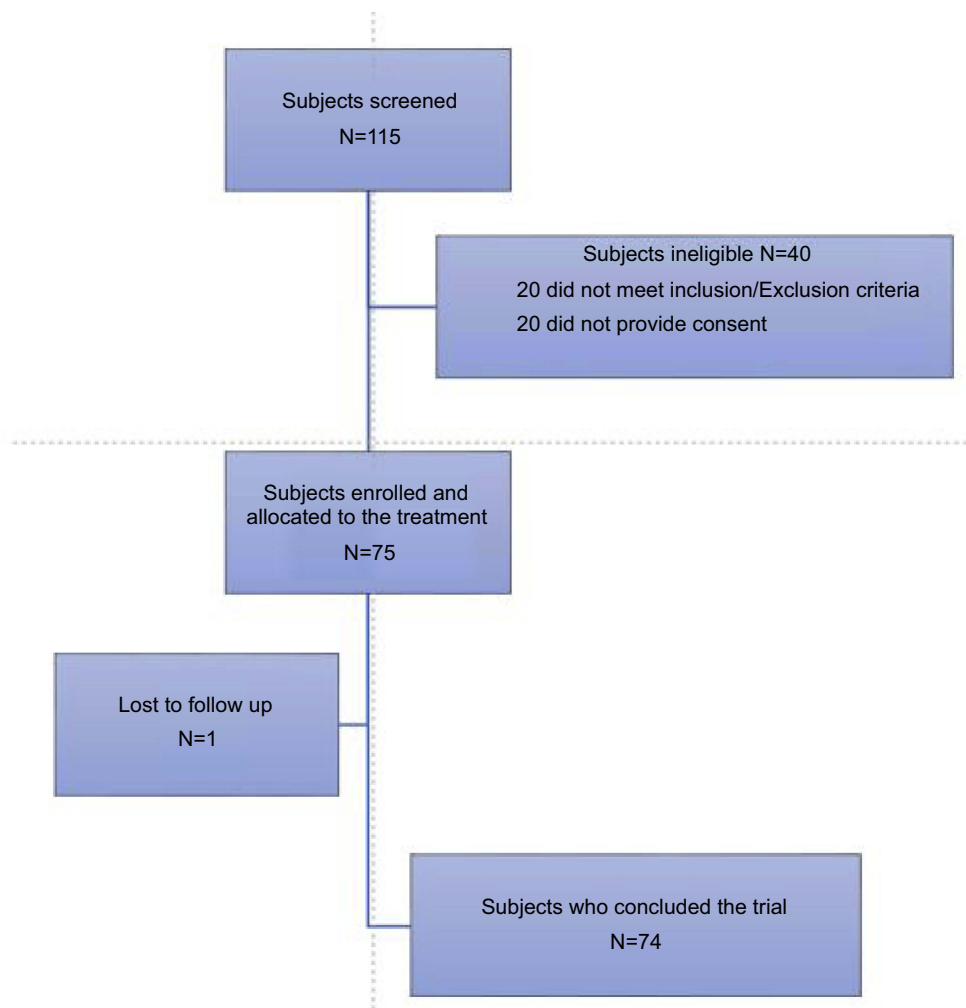 Subjects screened
N=115
Subjects ineligible N=40
20 did not meet inclusion/Exclusion criteria
20 did not provide consent
Subjects enrolled and
allocated to the treatment
N=75
Lost to follow up
N=1
Subjects who concluded the trial
N=74